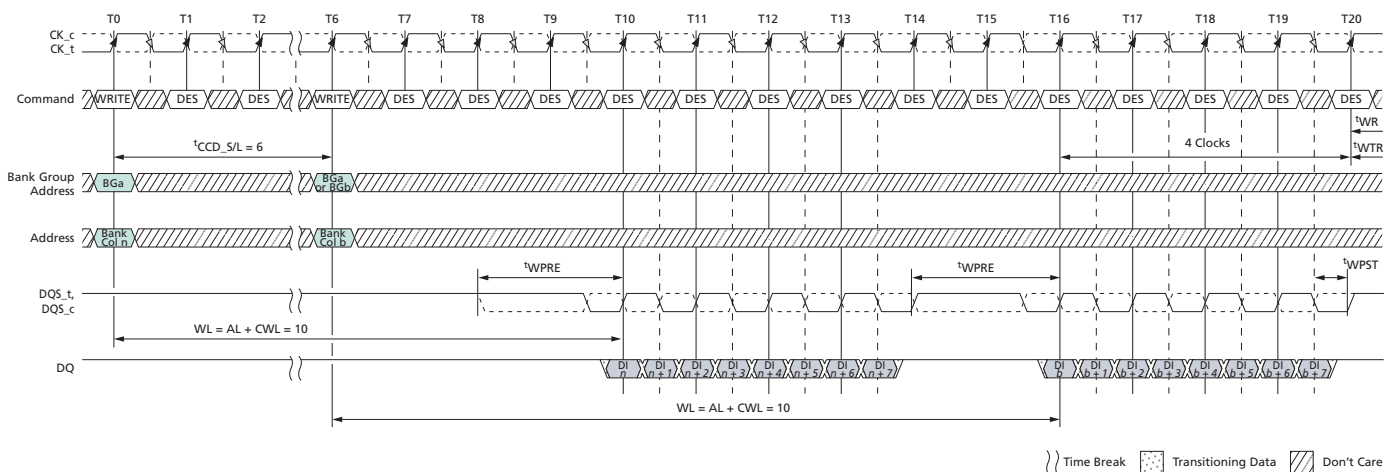 T0 T1 T2 T6 T7 T8 T9 T10 T11 T12 T13 T14 T15 T16 T17 T18 T19 T20
CK_c
CK_t
Command WRITE DES DES WRITE DES DES DES DES DES DES DES DES DES DES DES DES DES DES
tWR
tCCD_S/L = 6 4 Clocks tWTR
Bank Group
Address BGa BGa
or BGb
Address Bank
Col n Bank
Col b
tWPRE tWPRE tWPST
DQS_t,
DQS_c
WL = AL + CWL = 10
DQ DI
n DI
n + 1 DI
n + 2 DI
n + 3 DI
n + 4 DI
n + 5 DI
n + 6 DI
n + 7 DI
b DI
b + 1 DI
b + 2 DI
b + 3 DI
b + 4 DI
b + 5 DI
b + 6 DI
b + 7
WL = AL + CWL = 10
Time Break Transitioning Data Don't Care